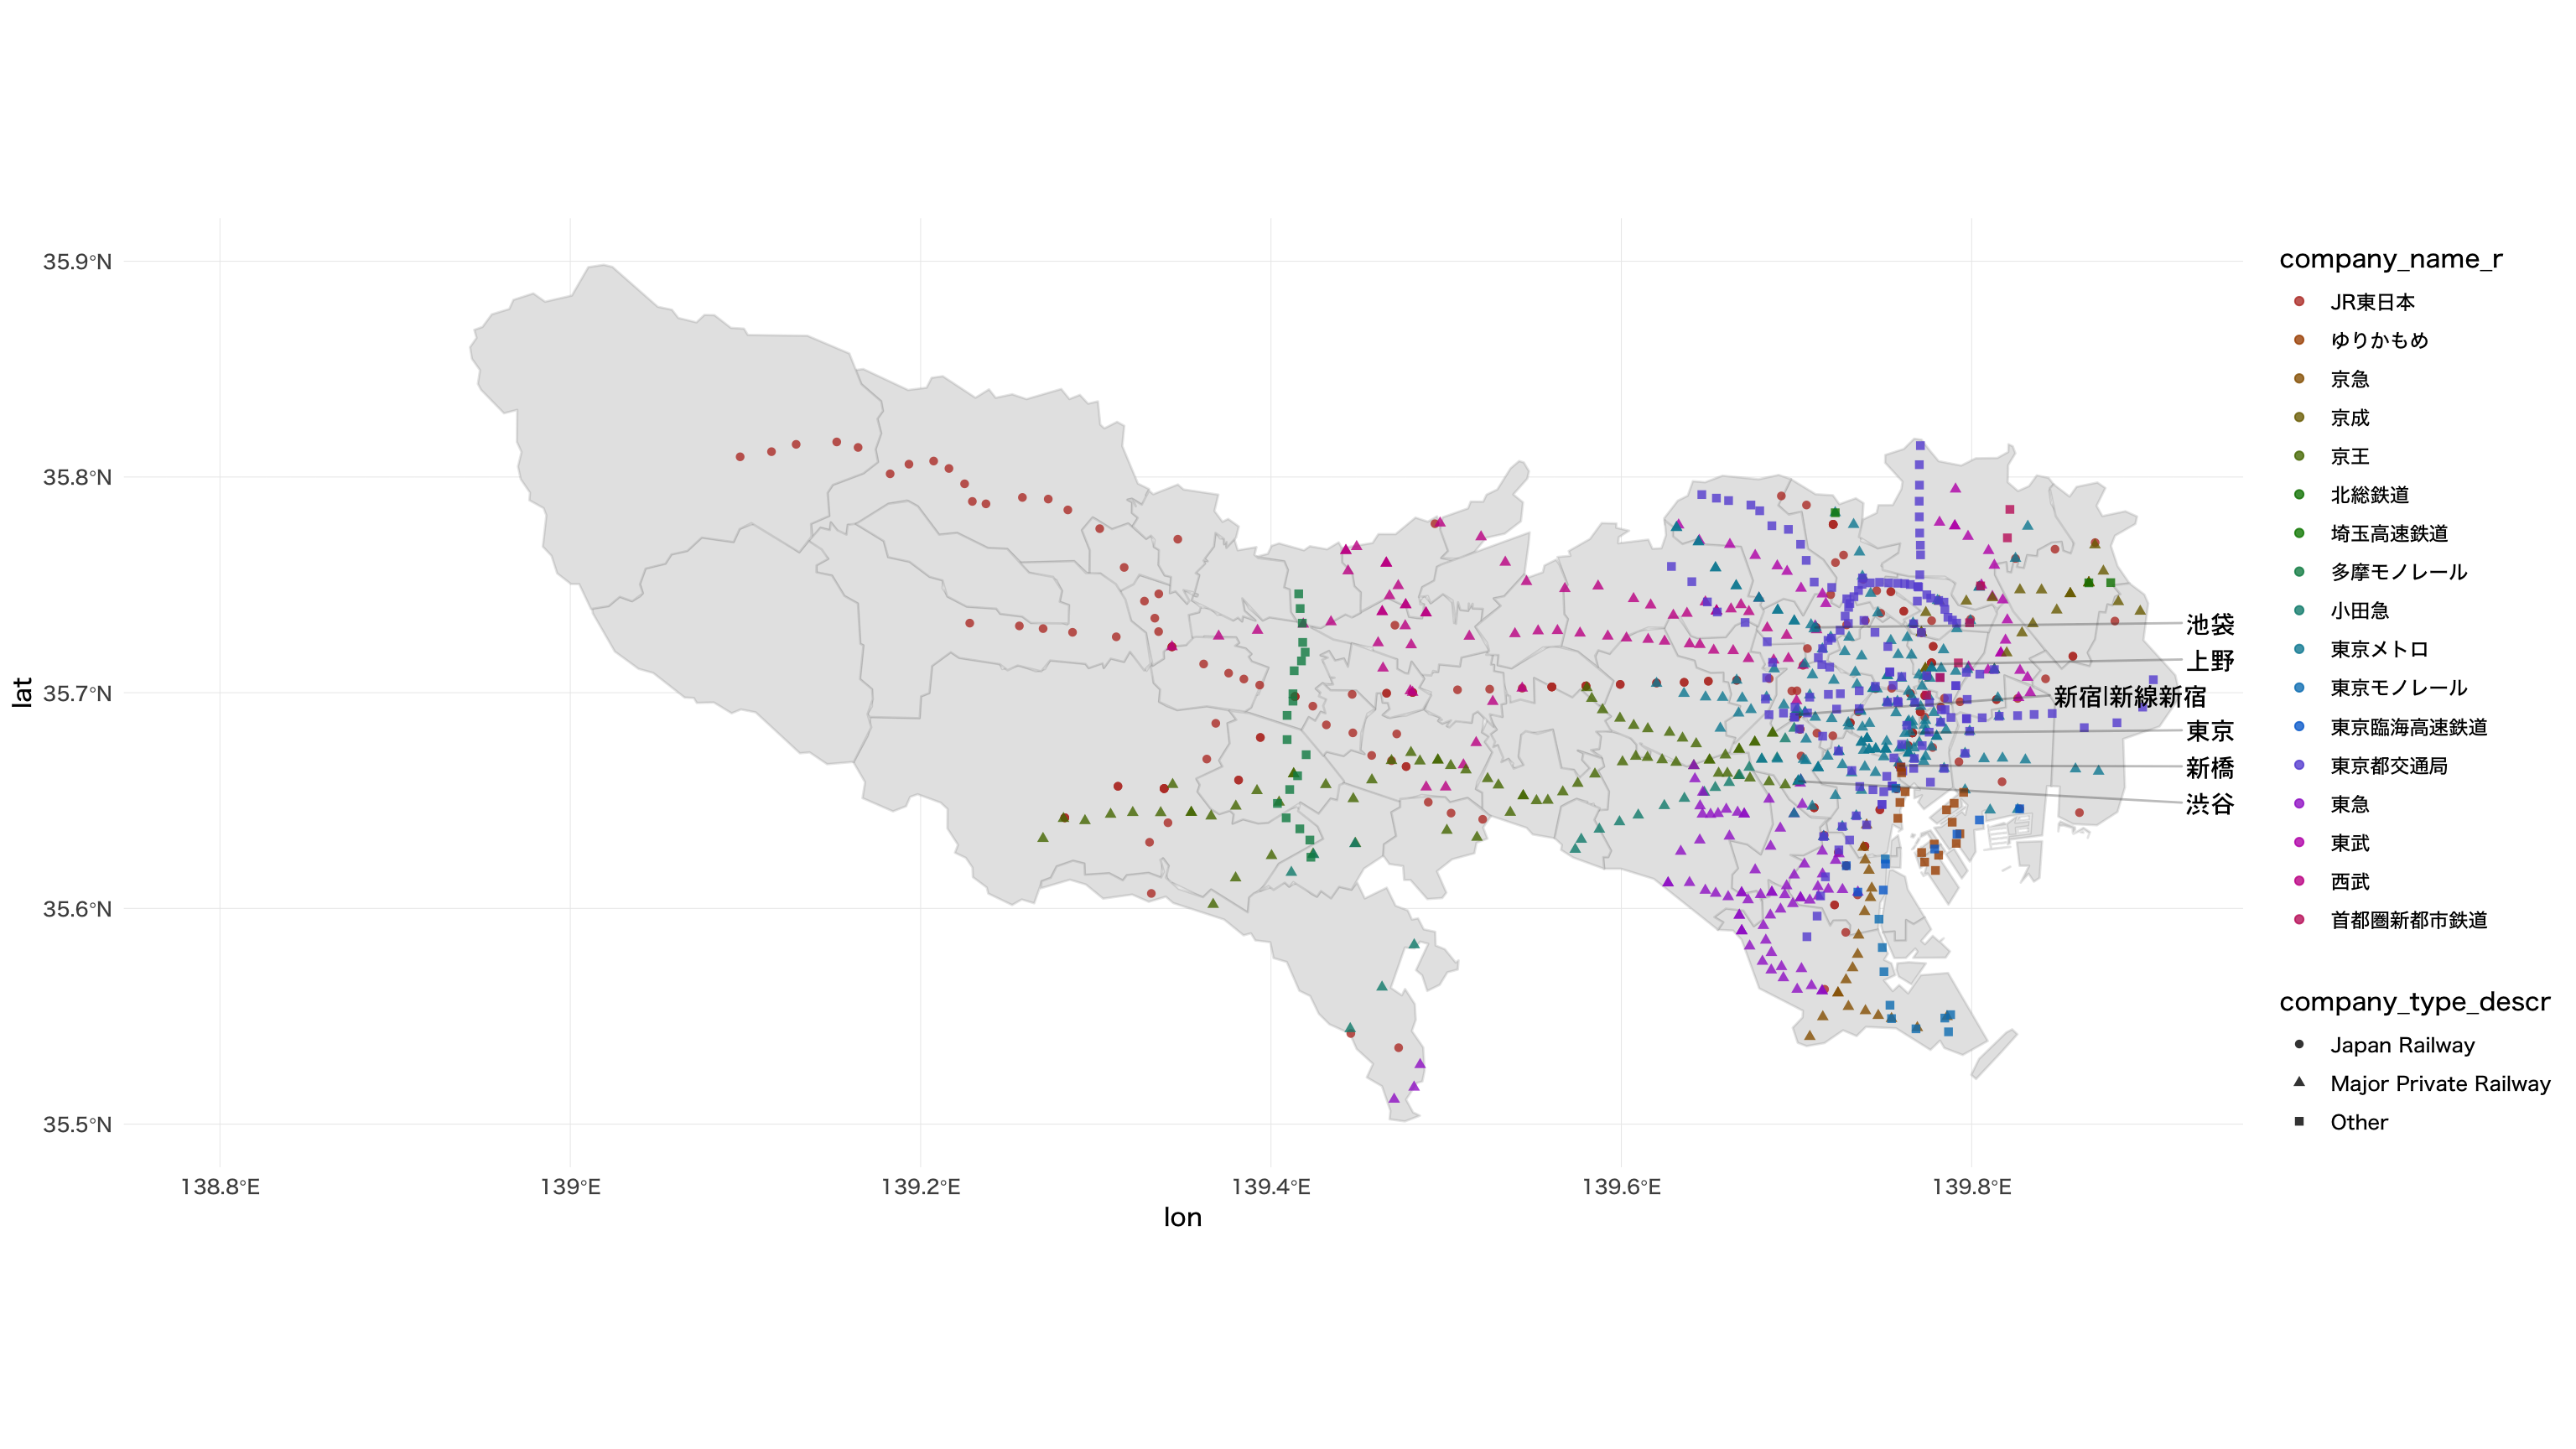 35.9°N
35.8°N
35.7°N
35.6°N
35.5°N
lat
138.8°E
139°E
139.2°E
139.4°E
139.6°E
139.8°E
lon
池袋
上野
新宿|新線新宿
東京
新橋
渋谷
company_name_r
JR東日本
ゆりかもめ
京急
京成
京王
北総鉄道
埼玉高速鉄道
多摩モノレール
小田急
東京メトロ
東京モノレール
東京臨海高速鉄道
東京都交通局
東急
東武
西武
首都圏新都市鉄道
company_type_descr
Japan Railway
Major Private Railway
Other